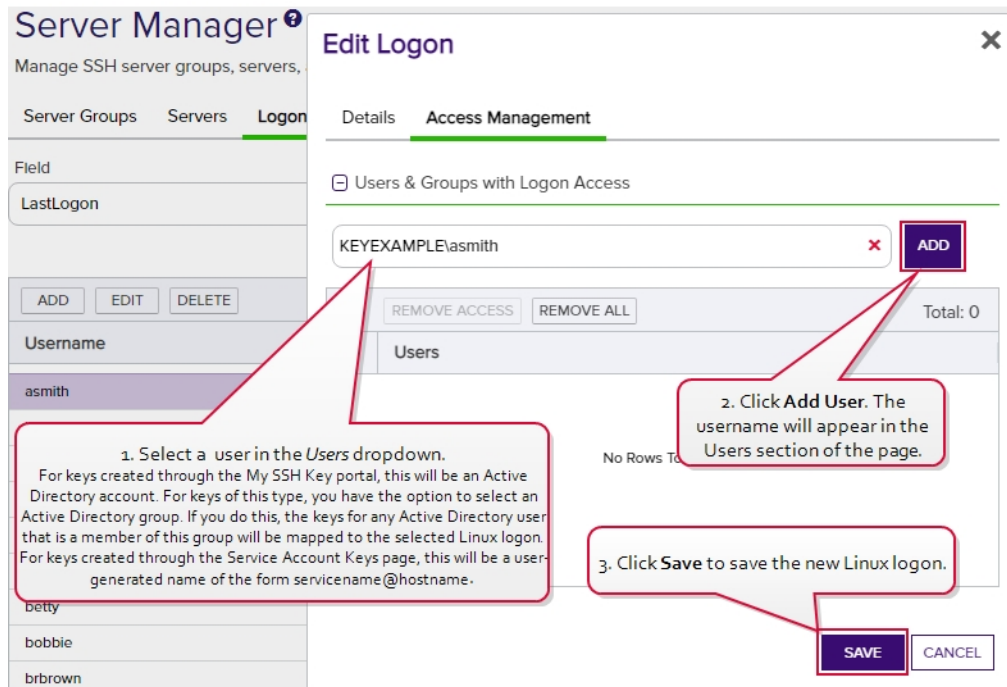 Server Manager ?
Manage SSH server groups, servers,
Server Groups Servers Logon
Field
LastLogon
ADD EDIT DELETE
Username
asmith
betty
bobbie
brbrown
Edit Logon ×
Details Access Management
Users & Groups with Logon Access
KEYEXAMPLE\asmith × ADD
REMOVE ACCESS REMOVE ALL Total: 0
Users
No Rows To
1. Select a user in the Users dropdown.
For keys created through the My SSH Key portal, this will be an Active
Directory account. For keys of this type, you have the option to select an
Active Directory group. If you do this, the keys for any Active Directory user
that is a member of this group will be mapped to the selected Linux logon.
For keys created through the Service Account Keys page, this will be a user-
generated name of the form servicename@hostname.
2. Click Add User. The
username will appear in the
Users section of the page.
3. Click Save to save the new Linux logon.
SAVE CANCEL